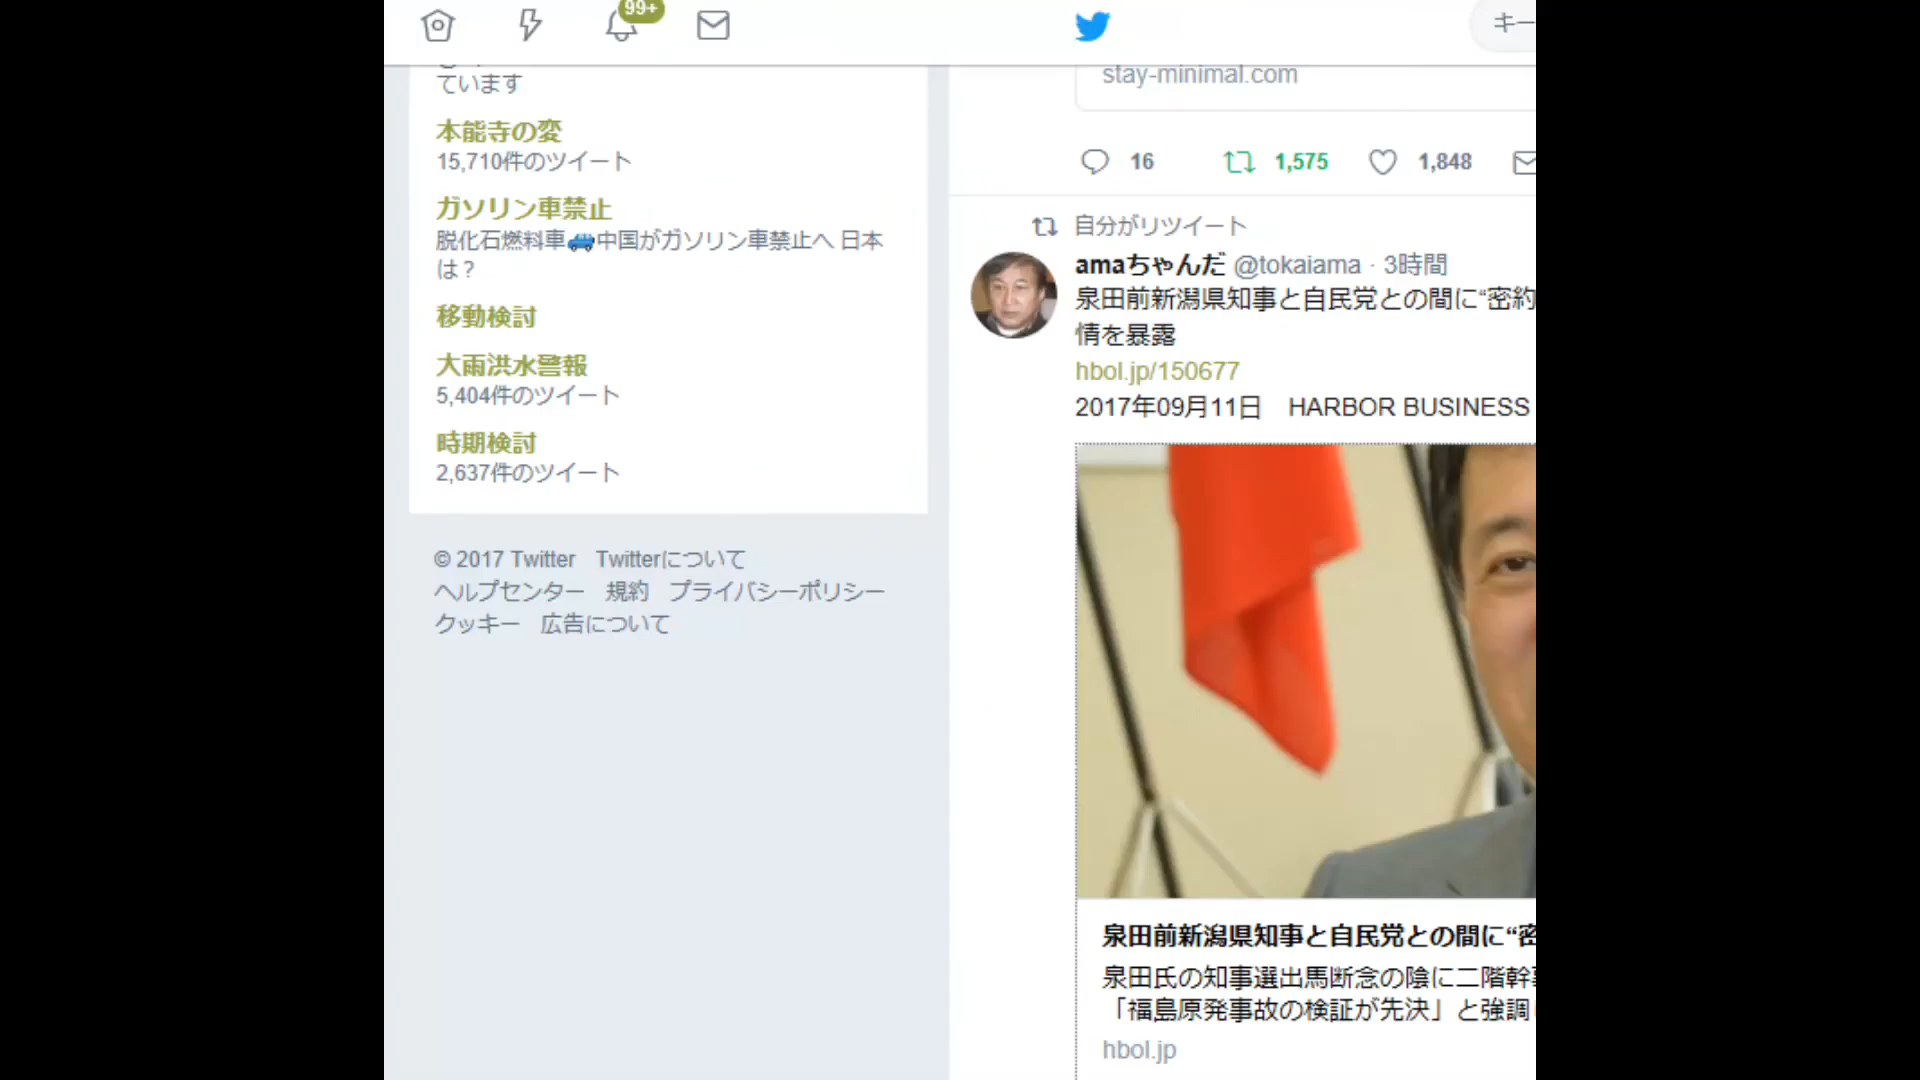 99+
キー
ています
本能寺の変
15,710件のツイート
ガソリン車禁止
脱化石燃料車🚙中国がガソリン車禁止へ 日本
は？
移動検討
大雨洪水警報
5,404件のツイート
時期検討
2,637件のツイート
© 2017 Twitter Twitterについて
ヘルプセンター 規約 プライバシーポリシー
クッキー 広告について
stay-minimal.com
16 1,575 1,848
自分がリツイート
amaちゃんだ @tokaiama · 3時間
泉田前新潟県知事と自民党との間に“密約
情を暴露
hbol.jp/150677
2017年09月11日　HARBOR BUSINESS
泉田前新潟県知事と自民党との間に“密
泉田氏の知事選出馬断念の陰に二階幹
「福島原発事故の検証が先決」と強調
hbol.jp